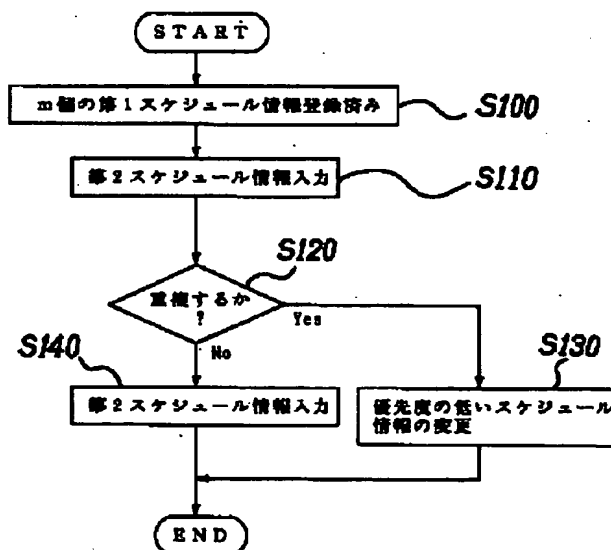 START
m個の第1スケジュール情報登録済み
S100
第2スケジュール情報入力
S110
S120
重複するか
?
Yes
No
S140
S130
第2スケジュール情報入力
優先度の低いスケジュール
情報の変更
END